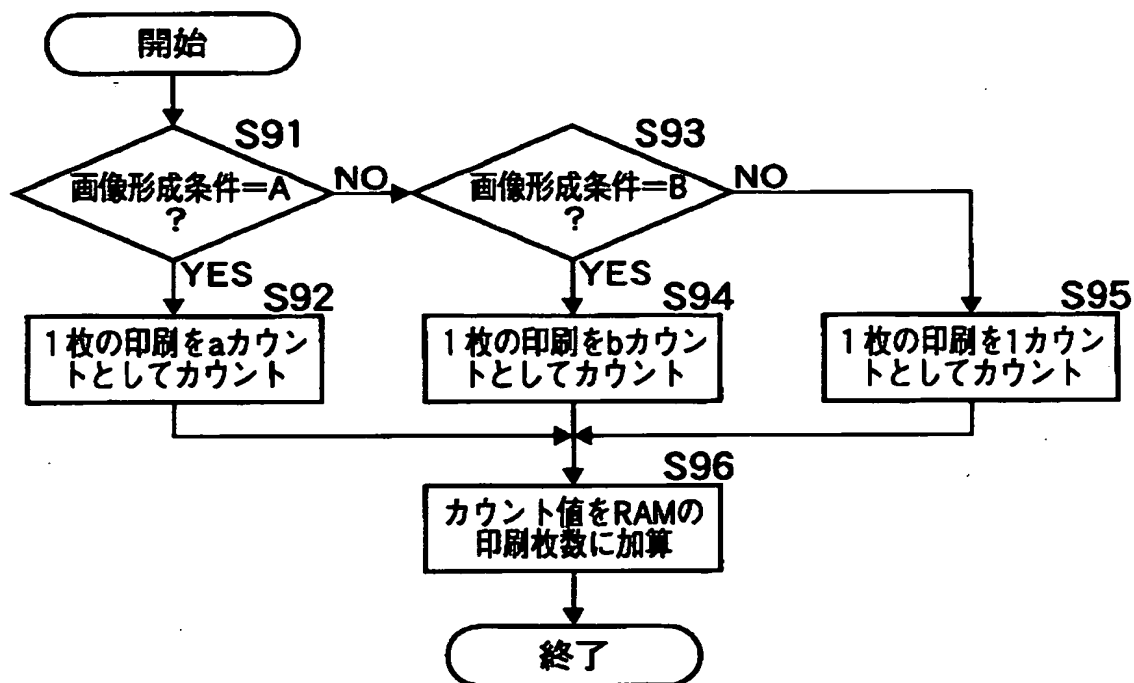 開始
S91
画像形成条件=A
?
NO
YES
S93
画像形成条件=B
?
NO
YES
S92
1枚の印刷をaカウン
トとしてカウント
S94
1枚の印刷をbカウン
トとしてカウント
S95
1枚の印刷を1カウン
トとしてカウント
S96
カウント値をRAMの
印刷枚数に加算
終了